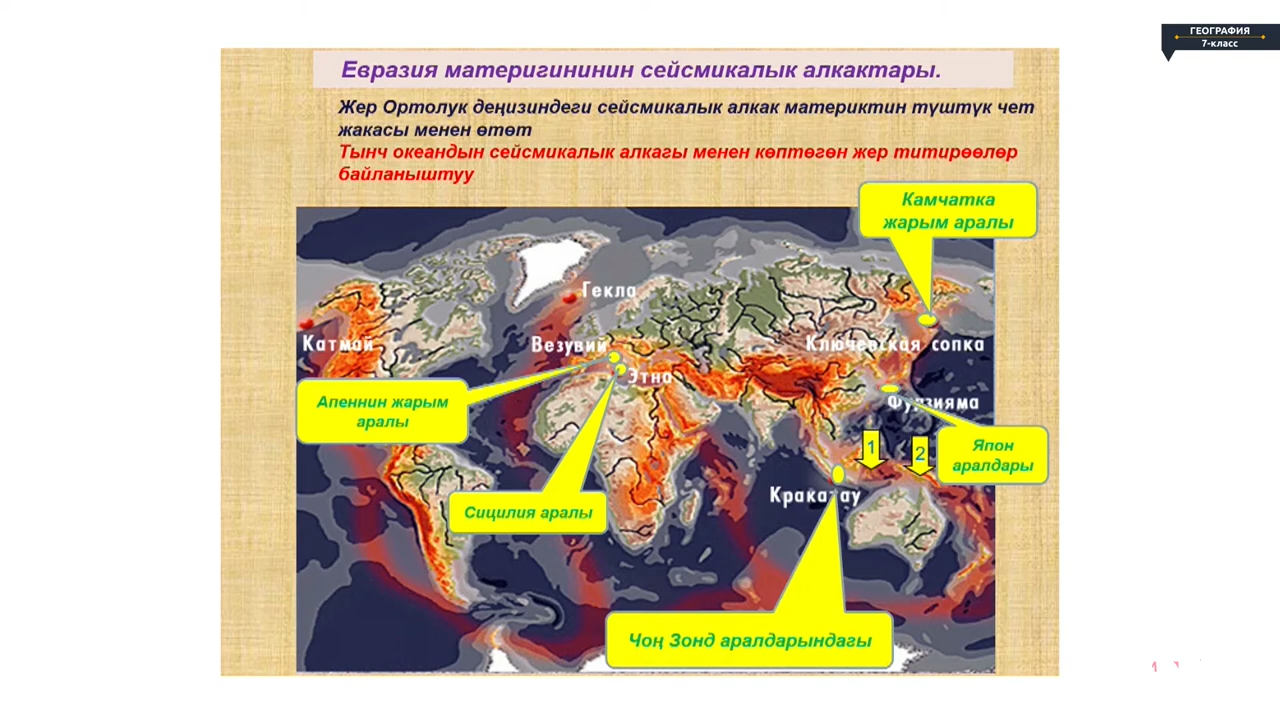 ГЕОГРАФИЯ
7-класс
Евразия материгининин сейсмикалык алкактары.
Жер Ортолук деңизиндеги сейсмикалык алкак материктин түштүк чет
жакасы менен өтөт
Тынч океандын сейсмикалык алкагы менен көптөгөн жер титирөөлөр
байланыштуу
Камчатка
жарым аралы
Гекла
Катмай
Везувий
Ключевская сопка
Этна
Апеннин жарым
аралы
Фудзияма
1
2
Япон
аралдары
Кракатау
Сицилия аралы
Чоң Зонд аралдарындагы